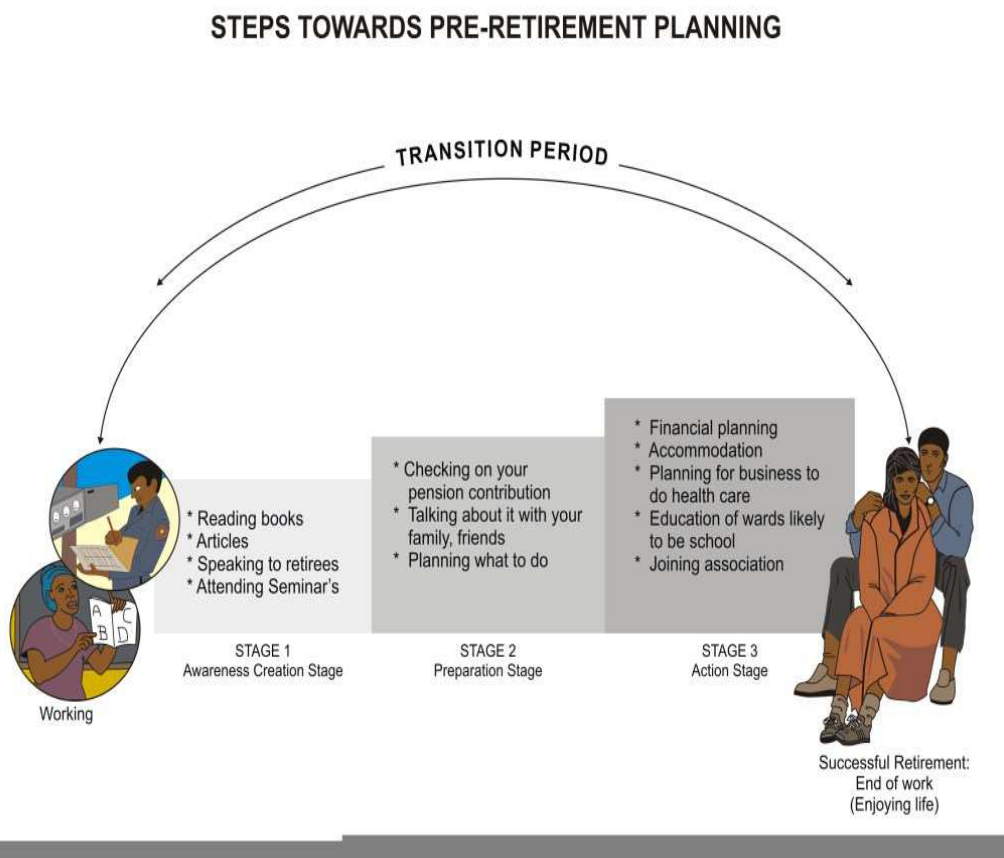 STEPS TOWARDS PRE-RETIREMENT PLANNING
TRANSITION PERIOD
* Reading books
* Articles
* Speaking to retirees
* Attending Seminar's
* Checking on your
pension contribution
* Talking about it with your
family, friends
* Planning what to do
* Financial planning
* Accommodation
* Planning for business to
do health care
* Education of wards likely
to be school
* Joining association
A
B
C
D
Working
STAGE 1
Awareness Creation Stage
STAGE 2
Preparation Stage
STAGE 3
Action Stage
Successful Retirement:
End of work
(Enjoying life)